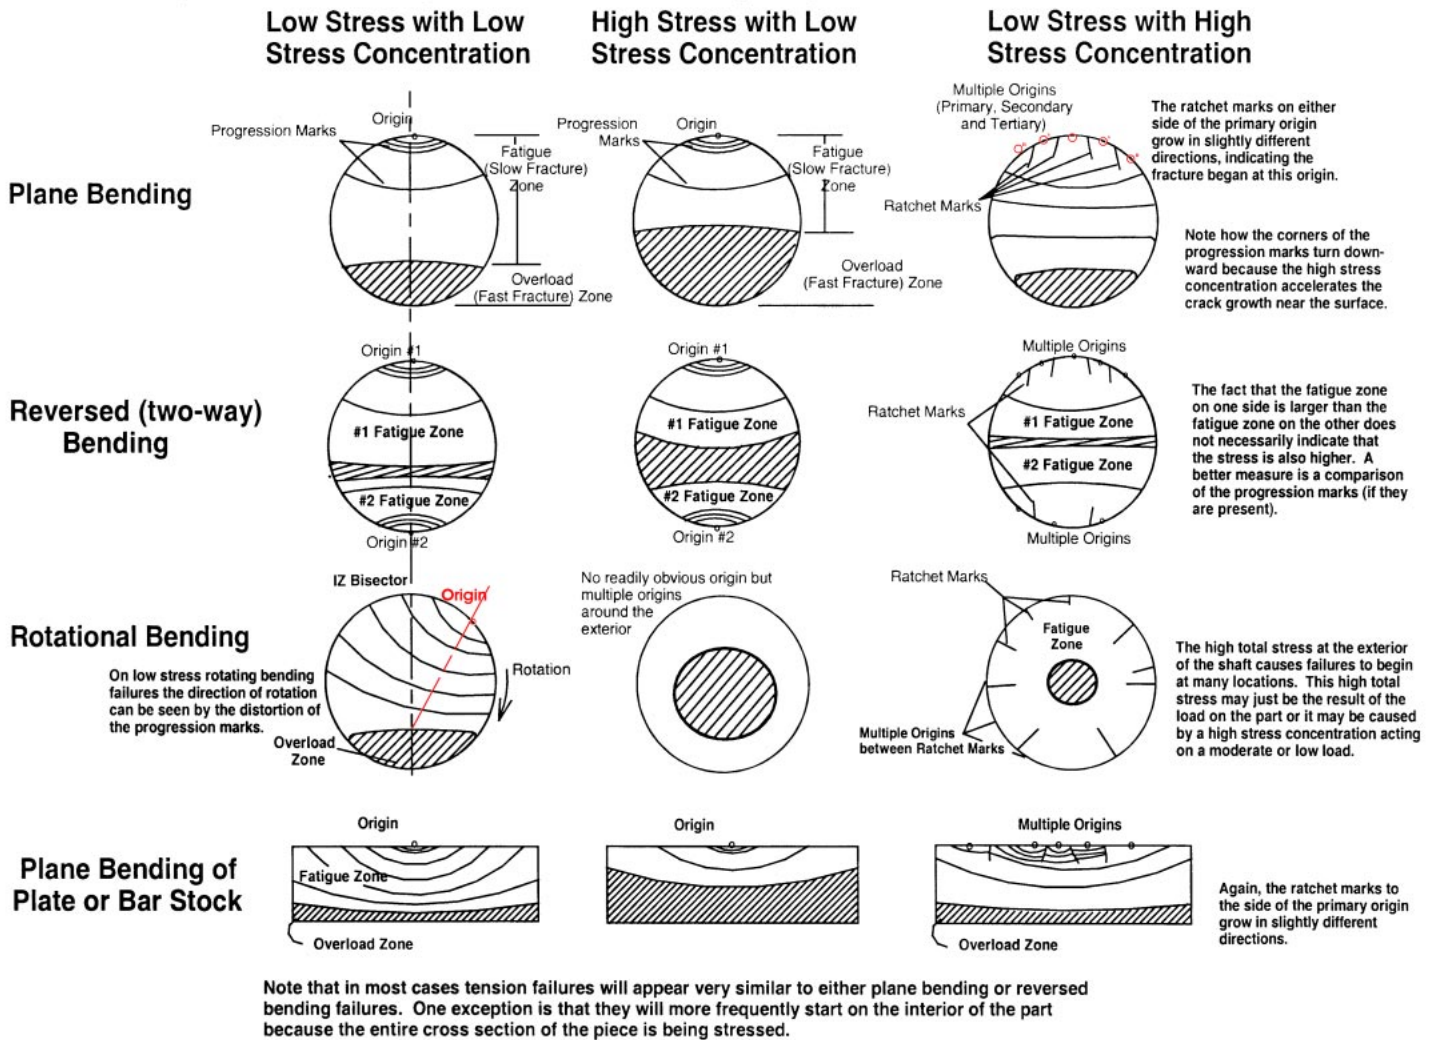 Low Stress with Low
Stress Concentration
High Stress with Low
Stress Concentration
Low Stress with High
Stress Concentration
Plane Bending
Progression Marks
Origin
Fatigue
(Slow Fracture)
Zone
Overload
(Fast Fracture) Zone
Progression
Marks
Origin
Fatigue
(Slow Fracture)
Zone
Overload
(Fast Fracture) Zone
Multiple Origins
(Primary, Secondary
and Tertiary)
Ratchet Marks
The ratchet marks on either
side of the primary origin
grow in slightly different
directions, indicating the
fracture began at this origin.
Note how the corners of the
progression marks turn down-
ward because the high stress
concentration accelerates the
crack growth near the surface.
Reversed (two-way)
Bending
Origin #1
#1 Fatigue Zone
#2 Fatigue Zone
Origin #2
Origin #1
#1 Fatigue Zone
#2 Fatigue Zone
Origin #2
Multiple Origins
Ratchet Marks
#1 Fatigue Zone
#2 Fatigue Zone
Multiple Origins
The fact that the fatigue zone
on one side is larger than the
fatigue zone on the other does
not necessarily indicate that
the stress is also higher. A
better measure is a comparison
of the progression marks (if they
are present).
Rotational Bending
On low stress rotating bending
failures the direction of rotation
can be seen by the distortion of
the progression marks.
IZ Bisector
Origin
Rotation
Overload
Zone
No readily obvious origin but
multiple origins
around the
exterior
Ratchet Marks
Fatigue
Zone
Multiple Origins
between Ratchet Marks
The high total stress at the exterior
of the shaft causes failures to begin
at many locations. This high total
stress may just be the result of the
load on the part or it may be caused
by a high stress concentration acting
on a moderate or low load.
Plane Bending of
Plate or Bar Stock
Origin
Fatigue Zone
Overload Zone
Origin
Multiple Origins
Overload Zone
Again, the ratchet marks to
the side of the primary origin
grow in slightly different
directions.
Note that in most cases tension failures will appear very similar to either plane bending or reversed
bending failures. One exception is that they will more frequently start on the interior of the part
because the entire cross section of the piece is being stressed.